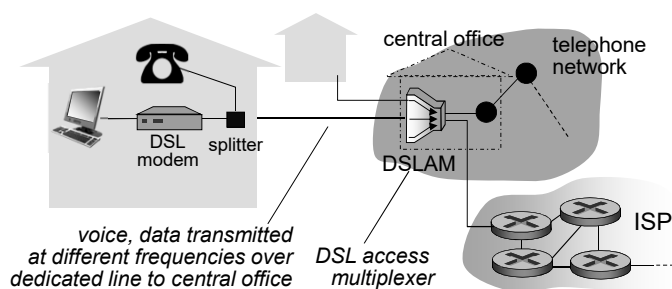 central office
telephone
network
DSL
modem
splitter
DSLAM
voice, data transmitted
at different frequencies over
dedicated line to central office
DSL access
multiplexer
ISP